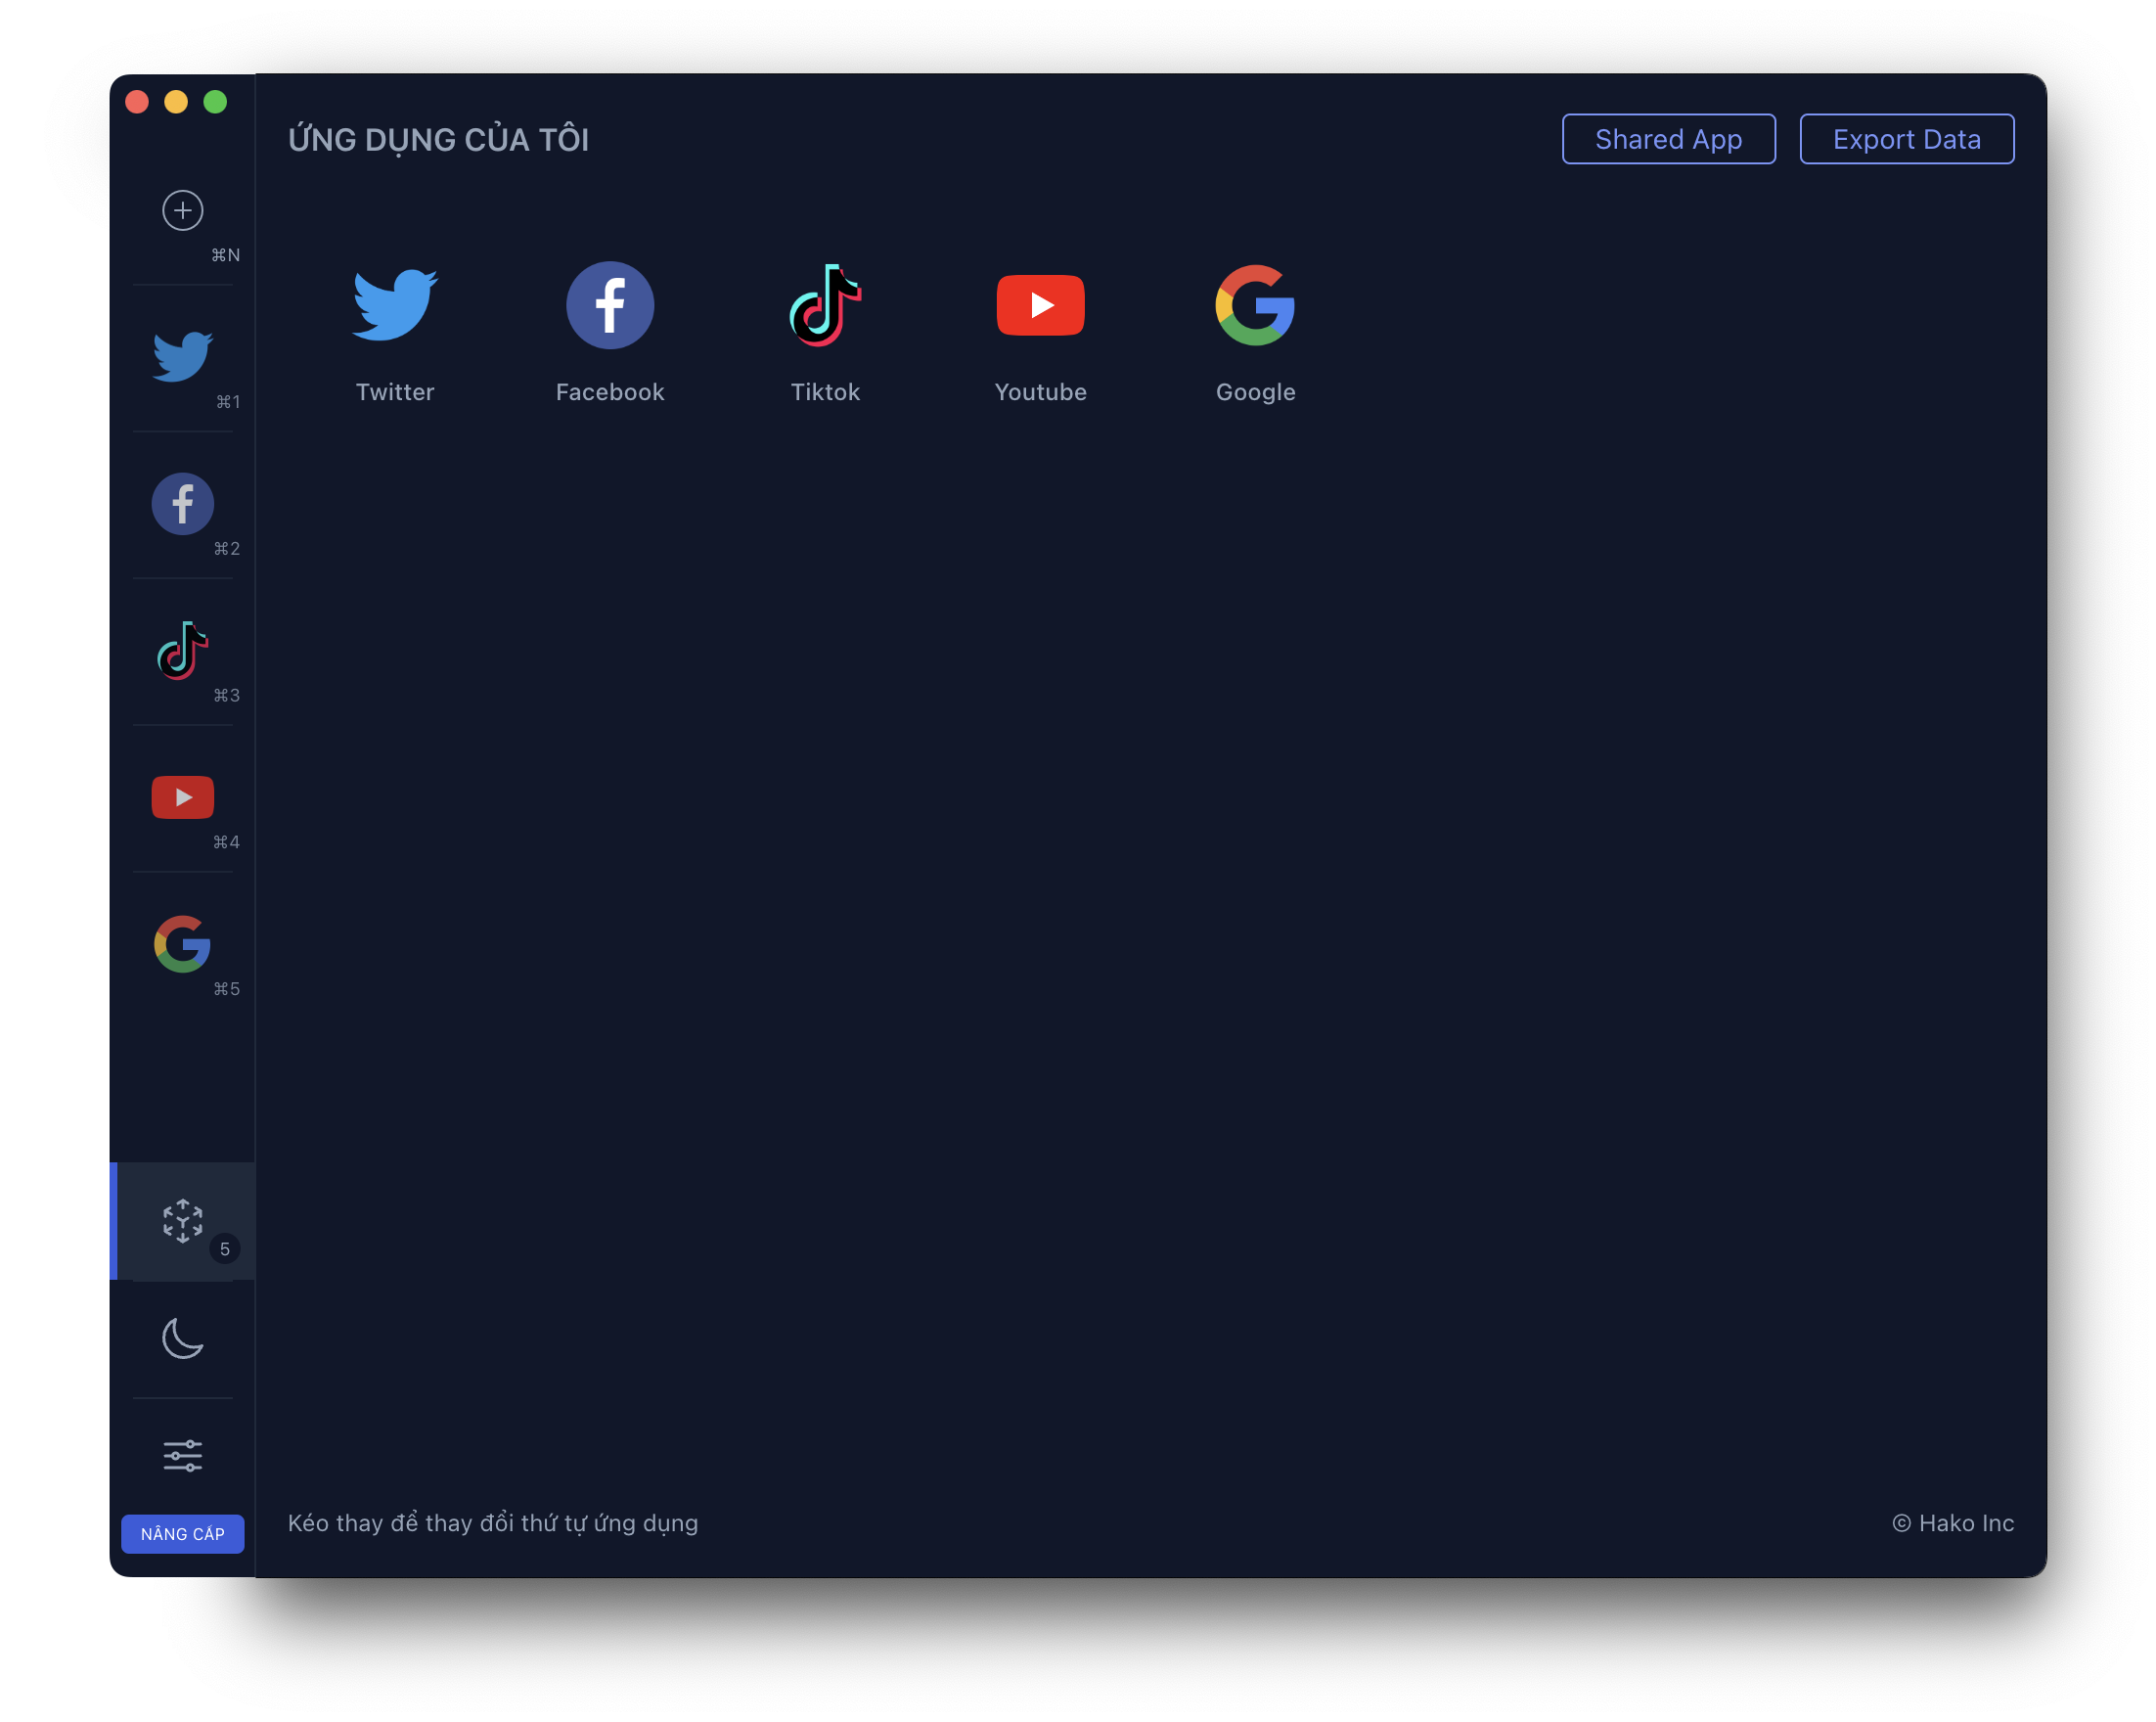 ỨNG DỤNG CỦA TÔI
Shared App
Export Data
⌘N
⌘1
⌘2
⌘3
⌘4
⌘5
Twitter
Facebook
Tiktok
Youtube
Google
5
NÂNG CẤP
Kéo thay để thay đổi thứ tự ứng dụng
© Hako Inc